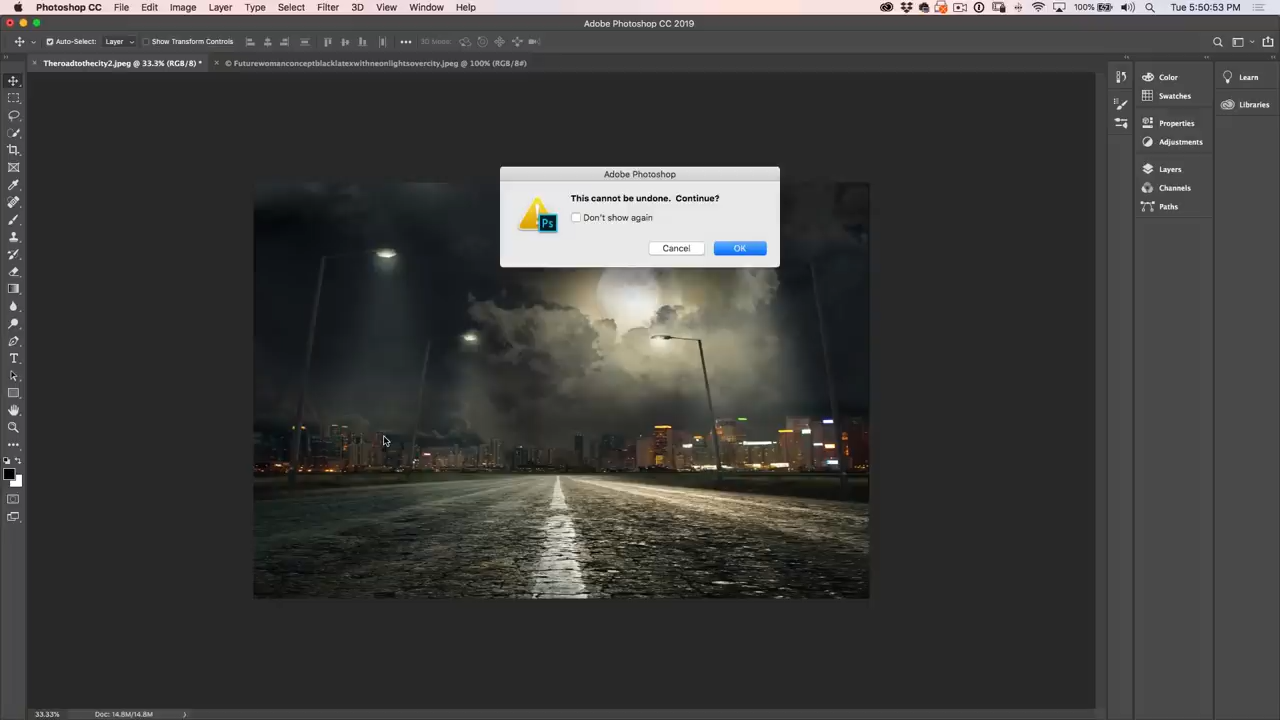 Photoshop CC File Edit Image Layer Type Select Filter 3D View Window Help 100% Tue 5:50:53 PM
Adobe Photoshop CC 2019
Auto-Select: Layer Show Transform Controls 3D Mode:
Theroadtothecity2.jpeg @ 33.3% (RGB/8) * © Futurewomanconceptblacklatexwithneonlightsovercity.jpeg @ 100% (RGB/8#)
Color
Learn
Swatches
Libraries
Properties
Adjustments
Layers
Channels
Paths
Adobe Photoshop
This cannot be undone. Continue?
Ps
Don't show again
Cancel OK
T
33.33% Doc: 14.8M/14.8M